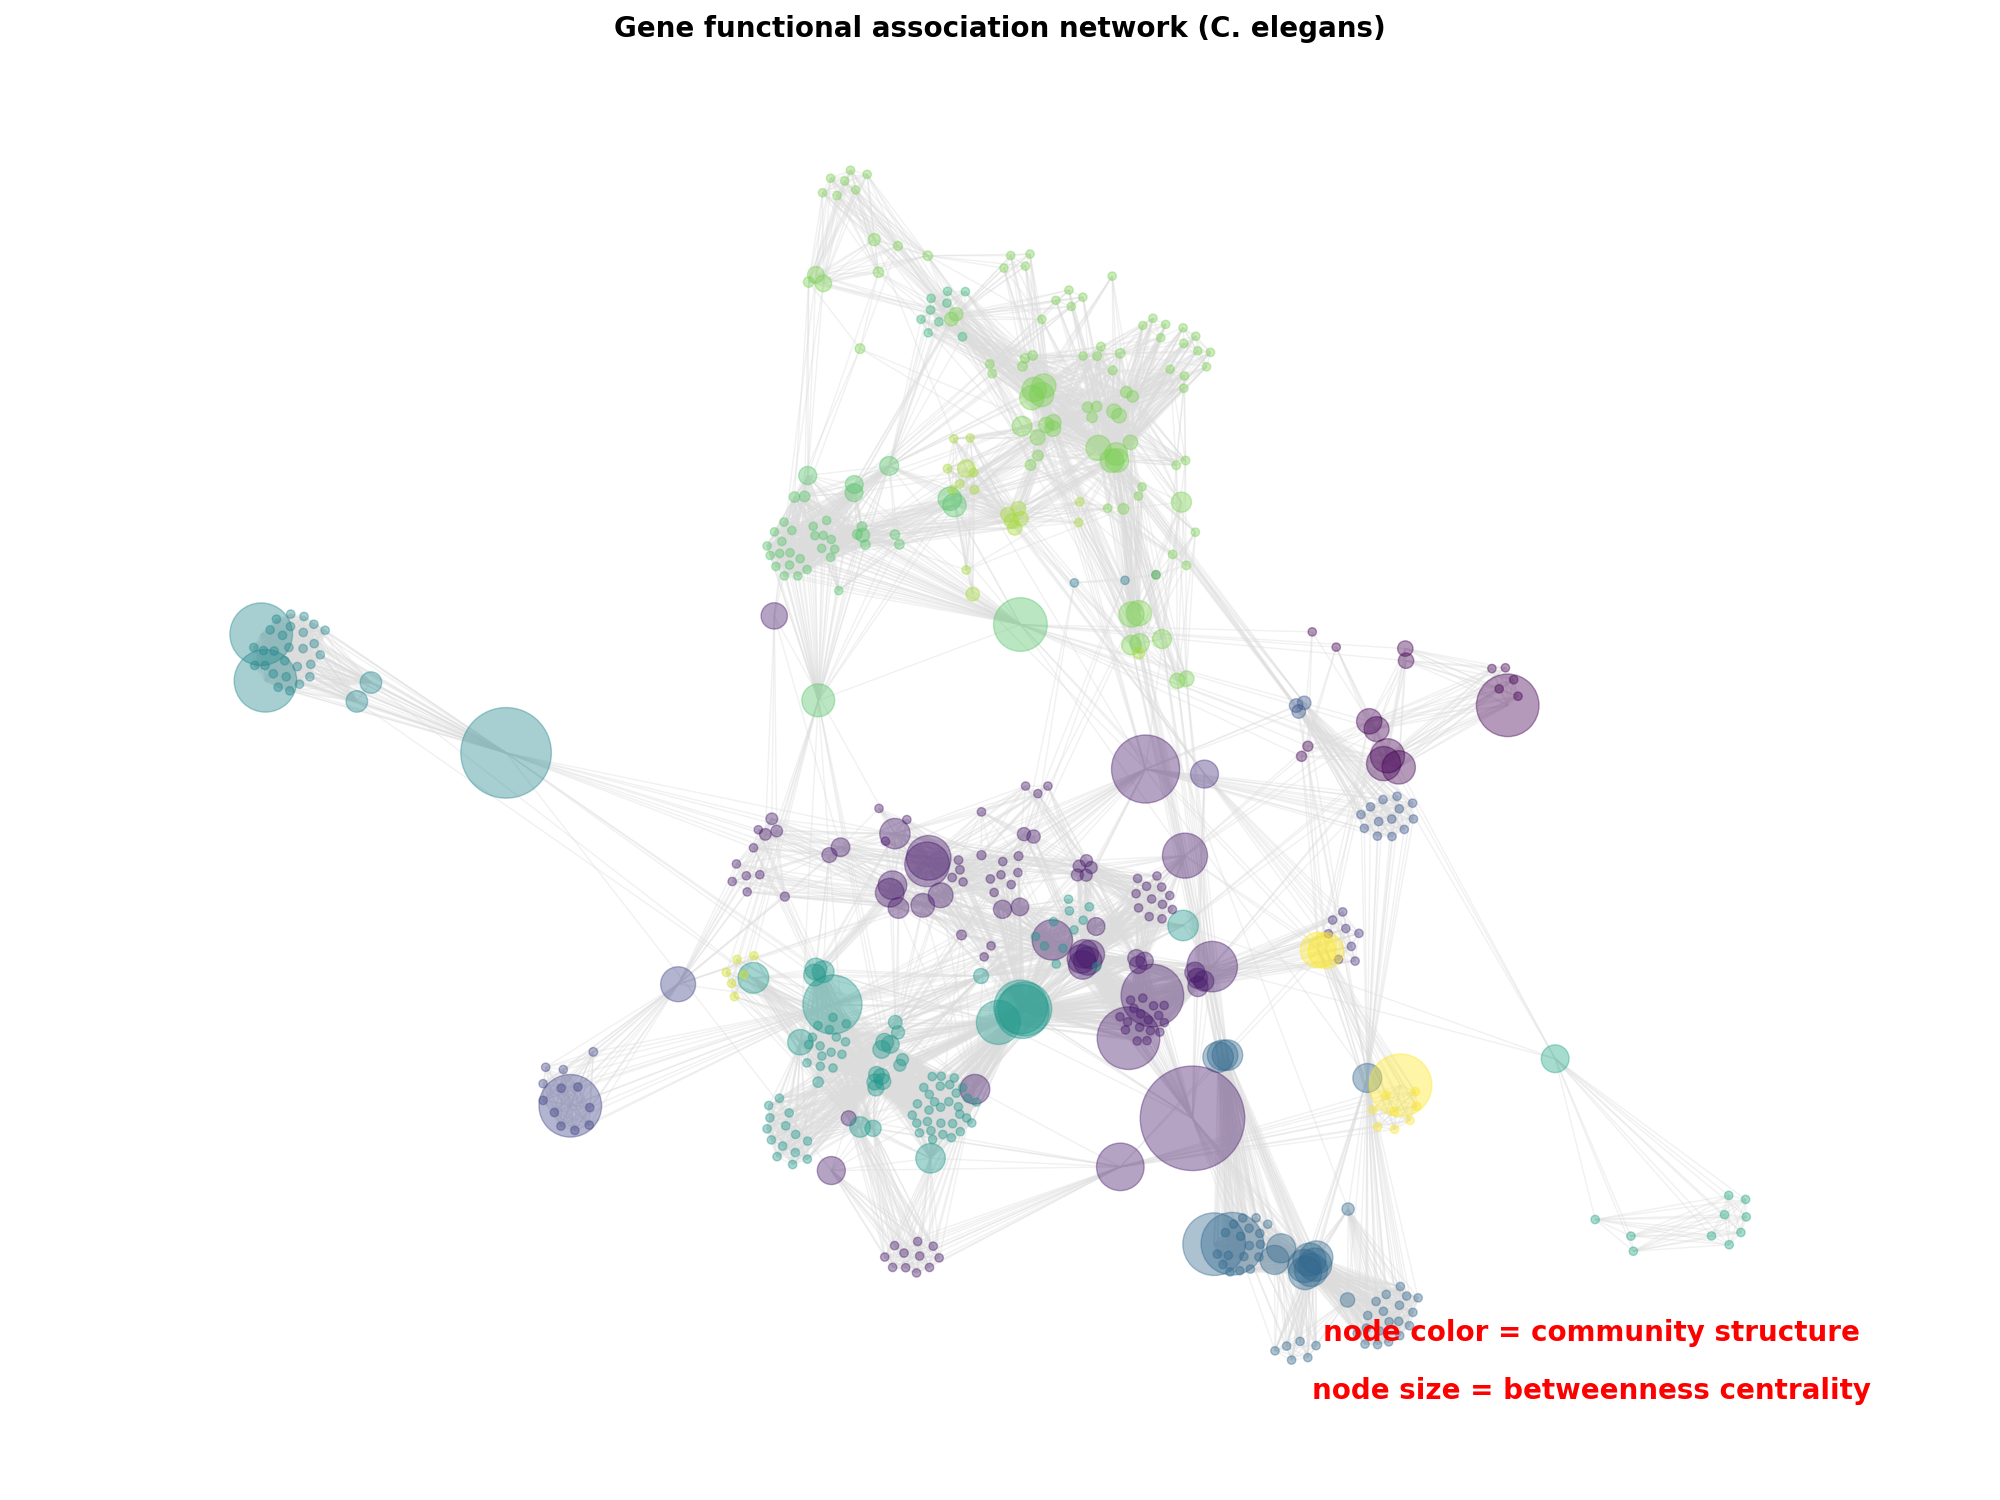 Gene functional association network (C. elegans)
node color = community structure
node size = betweenness centrality